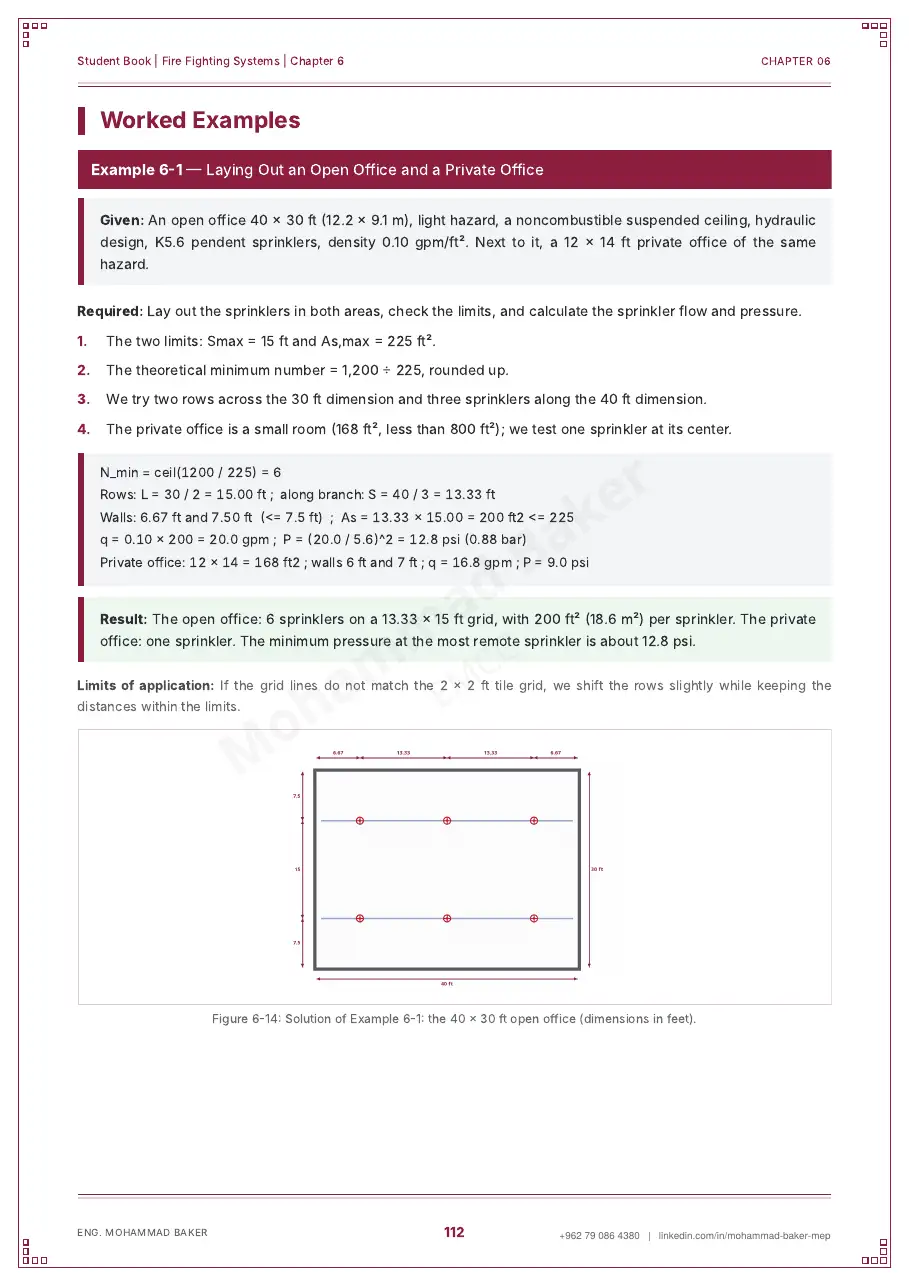 Student Book | Fire Fighting Systems | Chapter 6
CHAPTER 06
Worked Examples
Example 6-1 — Laying Out an Open Office and a Private Office
Given: An open office 40 × 30 ft (12.2 × 9.1 m), light hazard, a noncombustible suspended ceiling, hydraulic
design, K5.6 pendent sprinklers, density 0.10 gpm/ft². Next to it, a 12 × 14 ft private office of the same
hazard.
Required: Lay out the sprinklers in both areas, check the limits, and calculate the sprinkler flow and pressure.
1. The two limits: Smax = 15 ft and As,max = 225 ft².
2. The theoretical minimum number = 1,200 ÷ 225, rounded up.
3. We try two rows across the 30 ft dimension and three sprinklers along the 40 ft dimension.
4. The private office is a small room (168 ft², less than 800 ft²); we test one sprinkler at its center.
N_min = ceil(1200 / 225) = 6
Rows: L = 30 / 2 = 15.00 ft ; along branch: S = 40 / 3 = 13.33 ft
Walls: 6.67 ft and 7.50 ft (<= 7.5 ft) ; As = 13.33 × 15.00 = 200 ft2 <= 225
q = 0.10 × 200 = 20.0 gpm ; P = (20.0 / 5.6)^2 = 12.8 psi (0.88 bar)
Private office: 12 × 14 = 168 ft2 ; walls 6 ft and 7 ft ; q = 16.8 gpm ; P = 9.0 psi
Result: The open office: 6 sprinklers on a 13.33 × 15 ft grid, with 200 ft² (18.6 m²) per sprinkler. The private
office: one sprinkler. The minimum pressure at the most remote sprinkler is about 12.8 psi.
Limits of application: If the grid lines do not match the 2 × 2 ft tile grid, we shift the rows slightly while keeping the
distances within the limits.
Mohammad Baker
6.67 13.33 13.33 6.67
7.5
15
30 ft
7.5
40 ft
Figure 6-14: Solution of Example 6-1: the 40 × 30 ft open office (dimensions in feet).
ENG. MOHAMMAD BAKER
112
+962 79 086 4380 | linkedin.com/in/mohammad-baker-mep